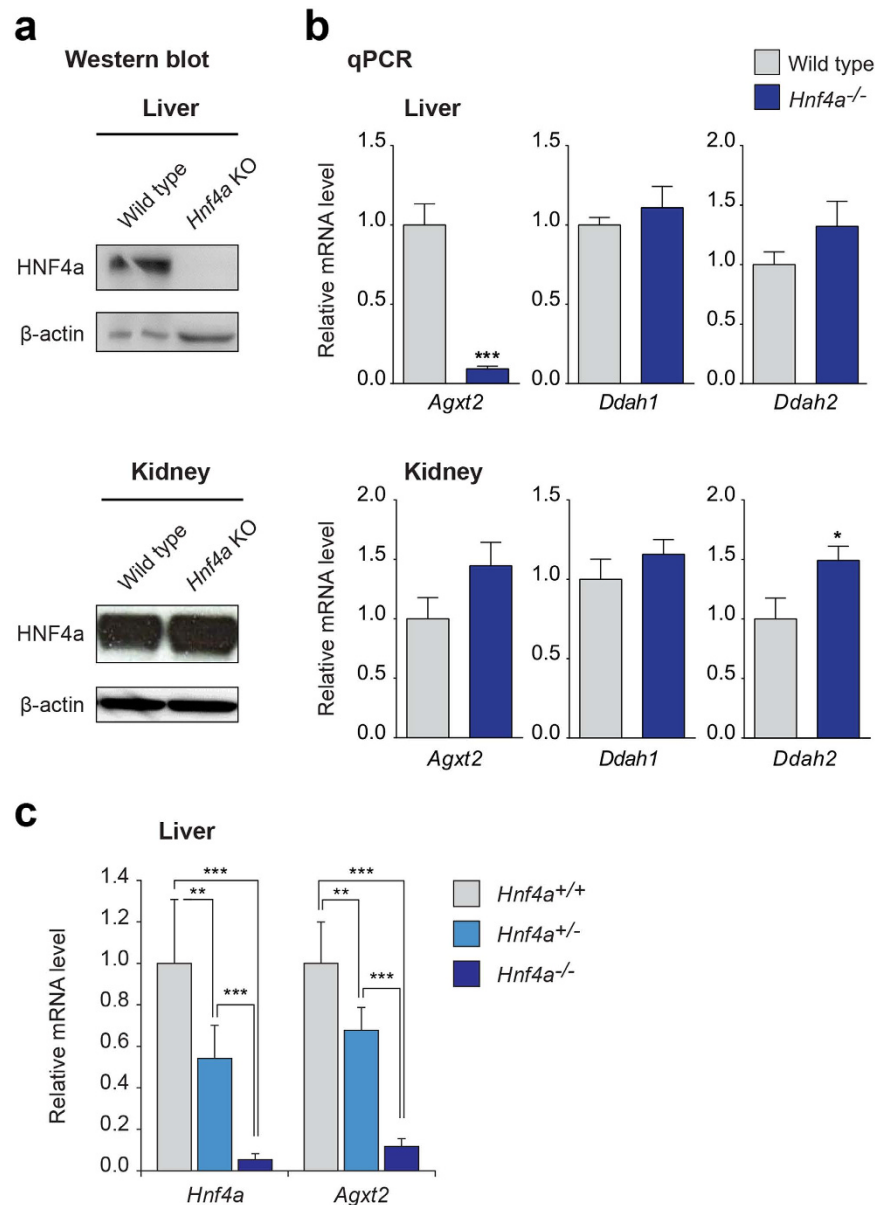 a
Western blot
Liver
Wild type
Hnf4a KO
HNF4a
β-actin
Kidney
Wild type
Hnf4a KO
HNF4a
β-actin
b
qPCR
Wild type
Hnf4a-/-
Liver
Relative mRNA level
1.5
1.0
0.5
0.0
***
Agxt2
1.5
1.0
0.5
0.0
Ddah1
2.0
1.5
1.0
0.5
0.0
Ddah2
Kidney
Relative mRNA level
2.0
1.5
1.0
0.5
0.0
Agxt2
1.5
1.0
0.5
0.0
Ddah1
2.0
1.5
1.0
0.5
0.0
*
Ddah2
c
Liver
Relative mRNA level
1.4
1.2
1.0
0.8
0.6
0.4
0.2
0.0
***
**
***
***
**
***
Hnf4a
Agxt2
Hnf4a+/+
Hnf4a+/-
Hnf4a-/-